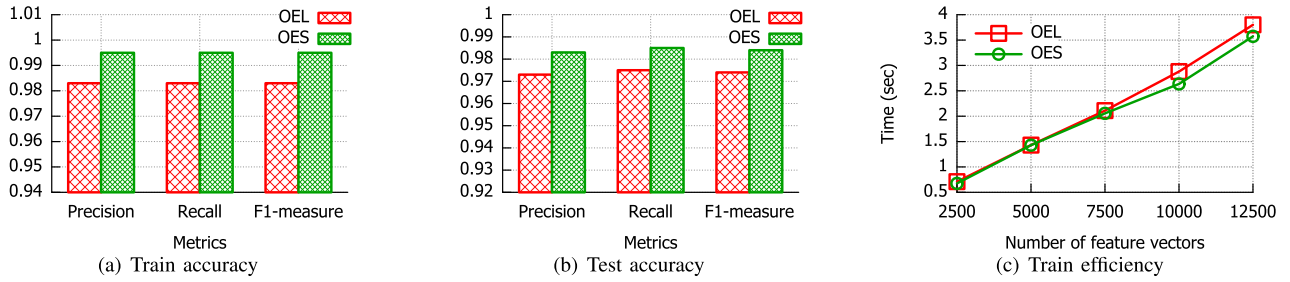 1.01
1
0.99
0.98
0.97
0.96
0.95
0.94
OEL
OES
Precision Recall F1-measure
Metrics
(a) Train accuracy
1
0.99
0.98
0.97
0.96
0.95
0.94
0.93
0.92
OEL
OES
Precision Recall F1-measure
Metrics
(b) Test accuracy
Time (sec)
4
3.5
3
2.5
2
1.5
1
0.5
OEL
OES
2500 5000 7500 10000 12500
Number of feature vectors
(c) Train efficiency